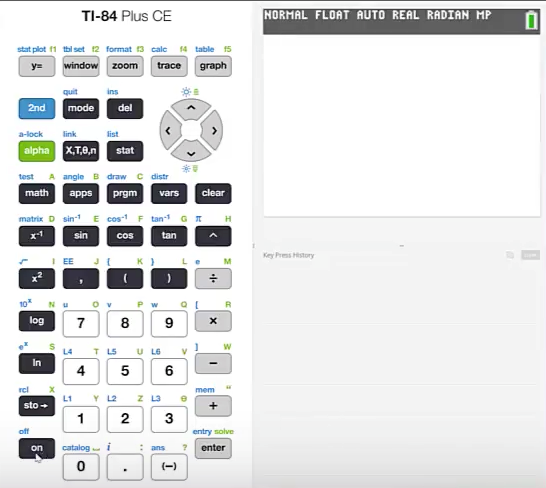 TI-84 Plus CE
NORMAL FLOAT AUTO REAL RADIAN MP
stat plot f1 tbl set f2 format f3 calc f4 table f5
y= window zoom trace graph
quit ins
2nd mode del
a-lock link list
alpha X,T,θ,n stat
test A angle B draw C distr
math apps prgm vars clear
matrix D sin⁻¹ E cos⁻¹ F tan⁻¹ G π H
x⁻¹ sin cos tan ^
√ I EE J { K } L e M
x² , ( ) ÷
10ˣ N u O v P w Q [ R
log 7 8 9 ×
eˣ S L4 T L5 U L6 V ] W
ln 4 5 6 −
rcl X L1 Y L2 Z L3 θ mem "
sto→ 1 2 3 +
off catalog ⎵ i : ans ? entry solve
on 0 . (−) enter
Key Press History